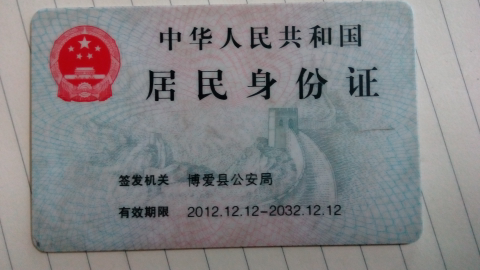 中华人民共和国
居民身份证
签发机关 博爱县公安局
有效期限 2012.12.12-2032.12.12